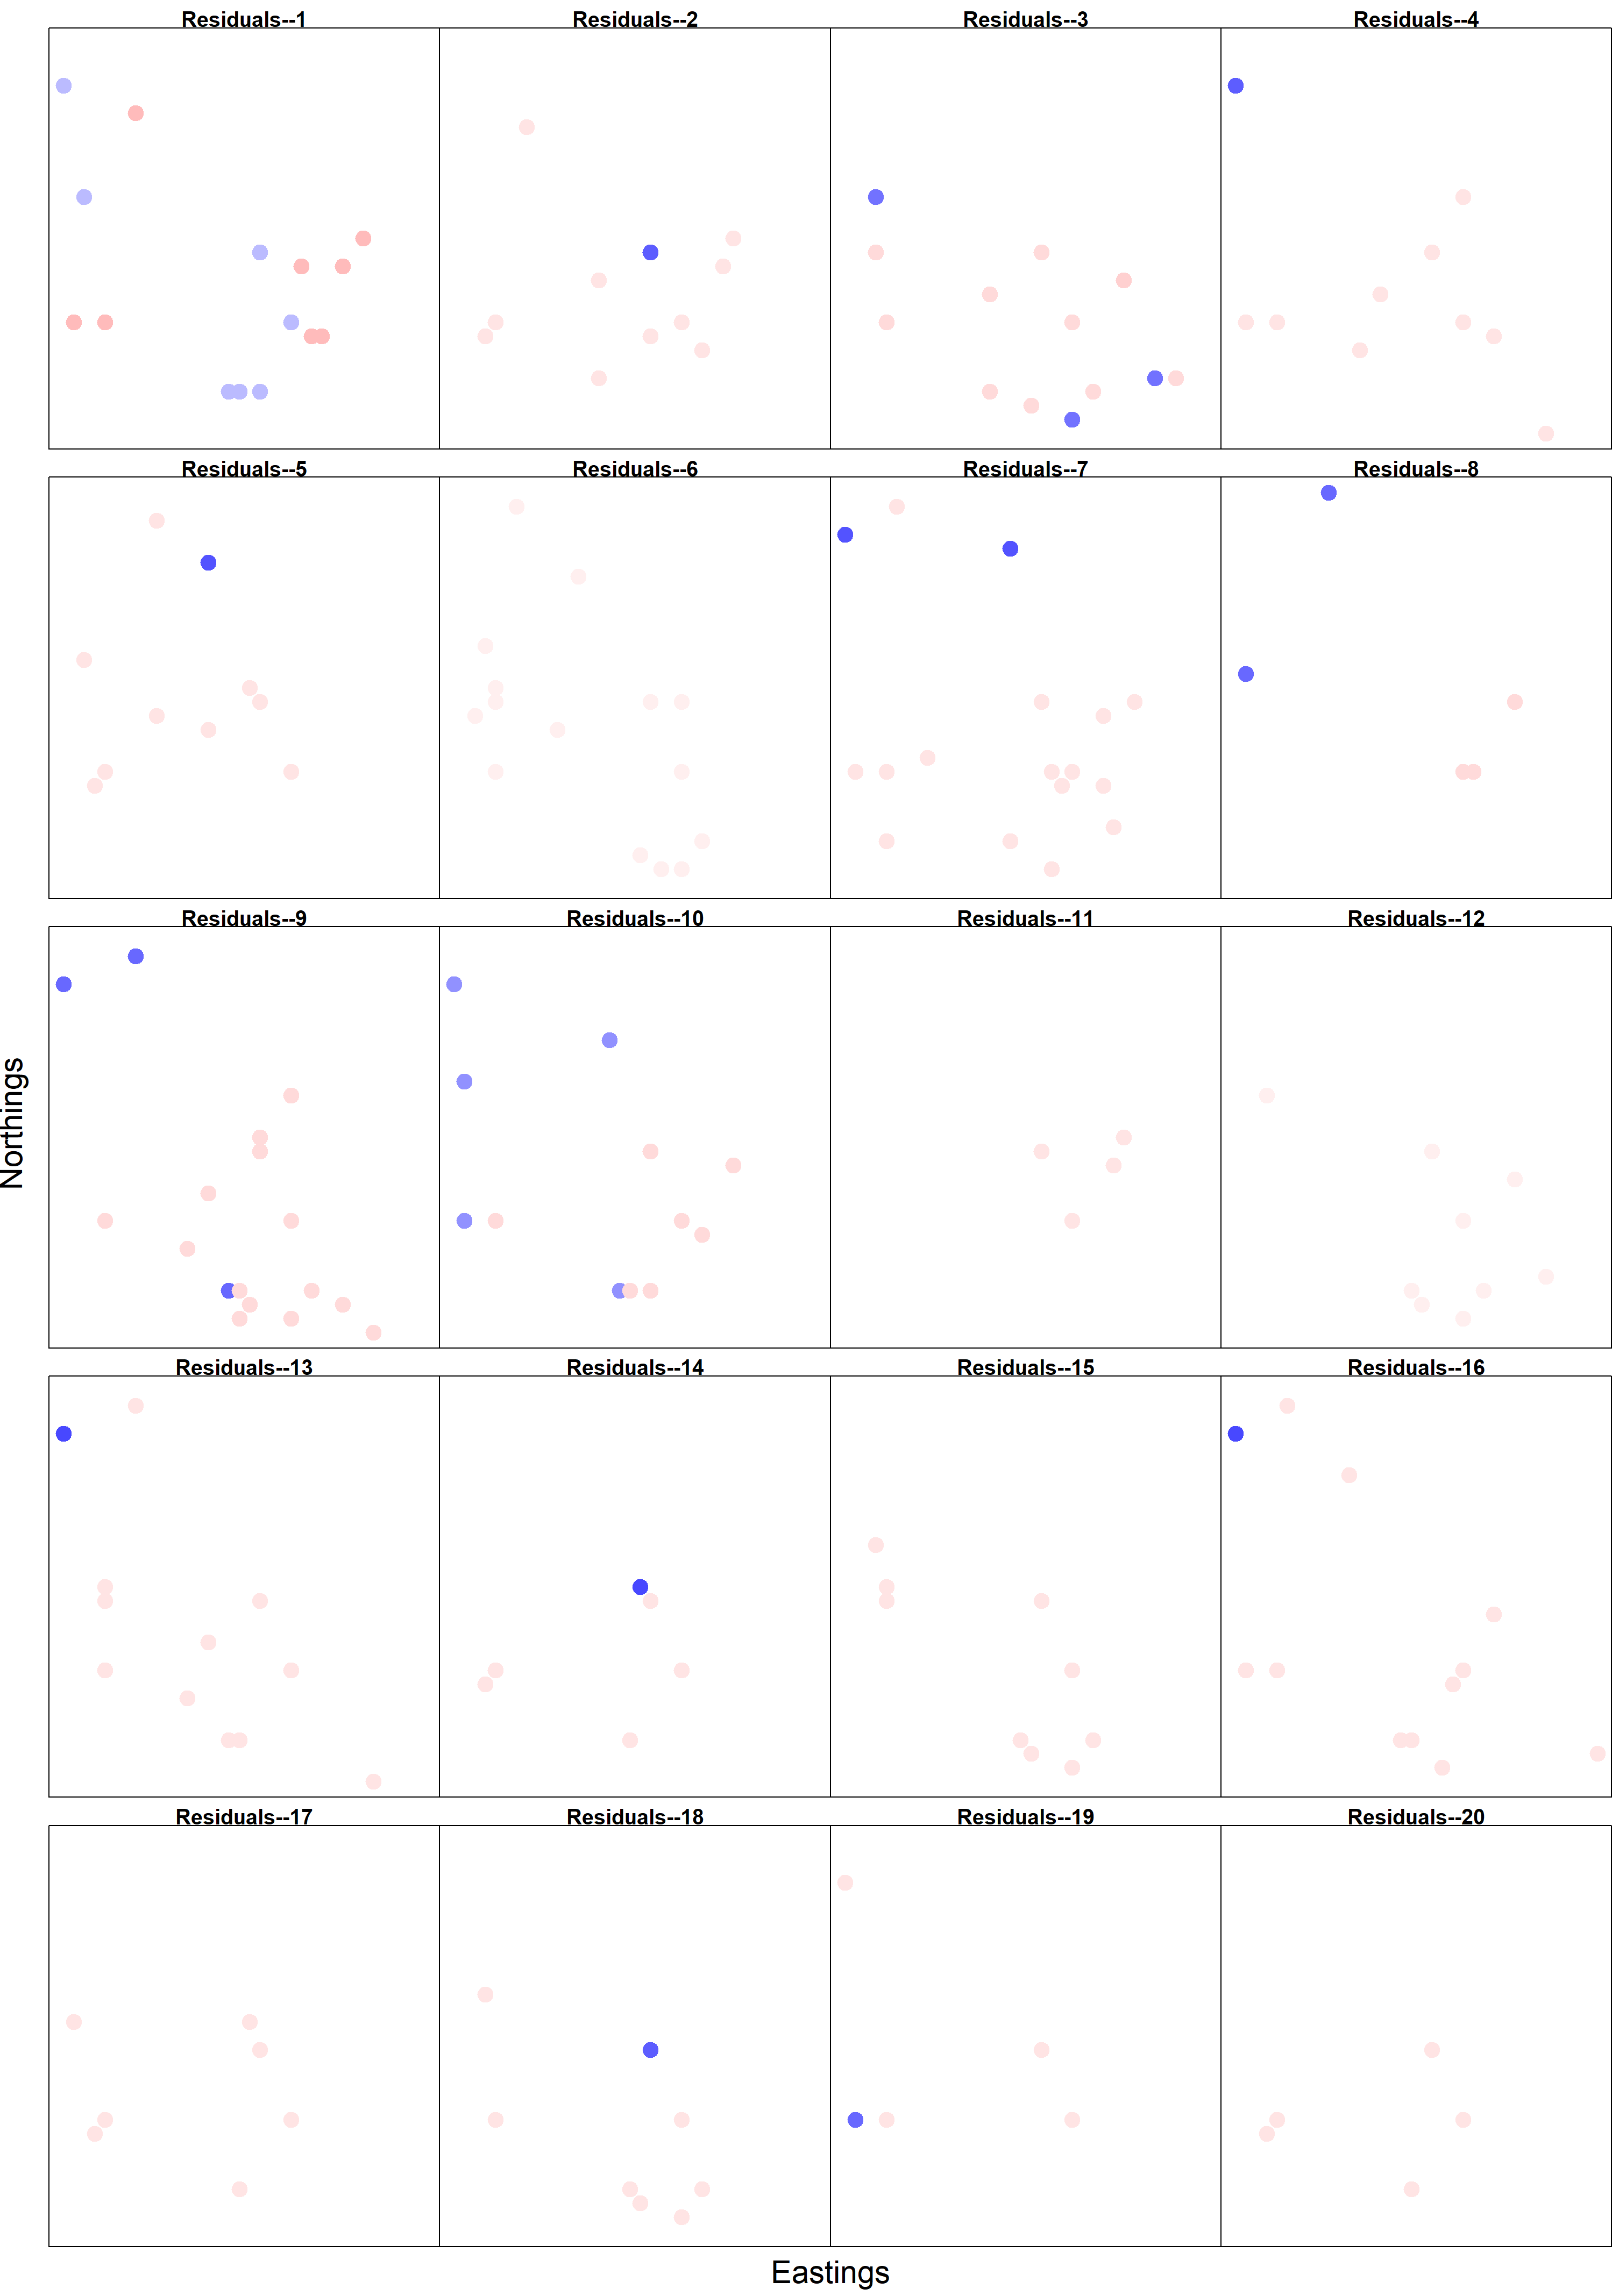 Residuals--1
Residuals--2
Residuals--3
Residuals--4
Residuals--5
Residuals--6
Residuals--7
Residuals--8
Residuals--9
Residuals--10
Residuals--11
Residuals--12
Northings
Residuals--13
Residuals--14
Residuals--15
Residuals--16
Residuals--17
Residuals--18
Residuals--19
Residuals--20
Eastings